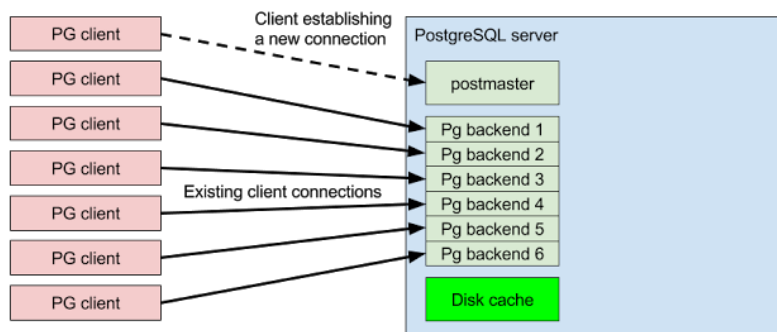 PG client
PG client
PG client
PG client
PG client
PG client
PG client
Client establishing
a new connection
Existing client connections
PostgreSQL server
postmaster
Pg backend 1
Pg backend 2
Pg backend 3
Pg backend 4
Pg backend 5
Pg backend 6
Disk cache